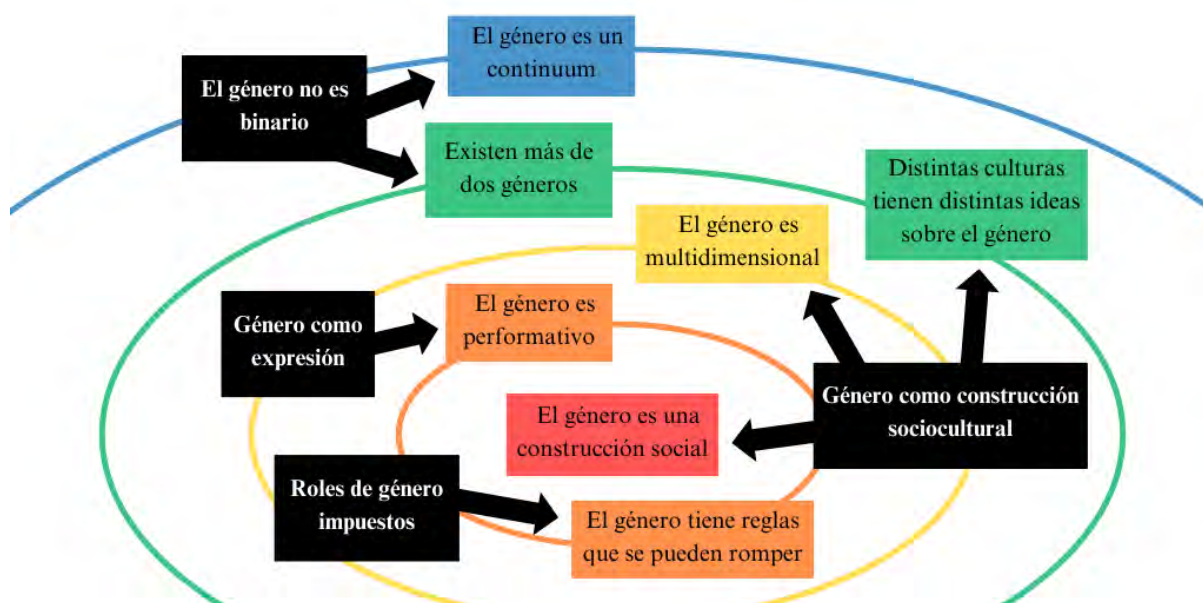 El género es un
continuum
El género no es
binario
Existen más de
dos géneros
Distintas culturas
tienen distintas ideas
sobre el género
El género es
multidimensional
Género como
expresión
El género es
performativo
Género como construcción
sociocultural
El género es una
construcción social
Roles de género
impuestos
El género tiene reglas
que se pueden romper